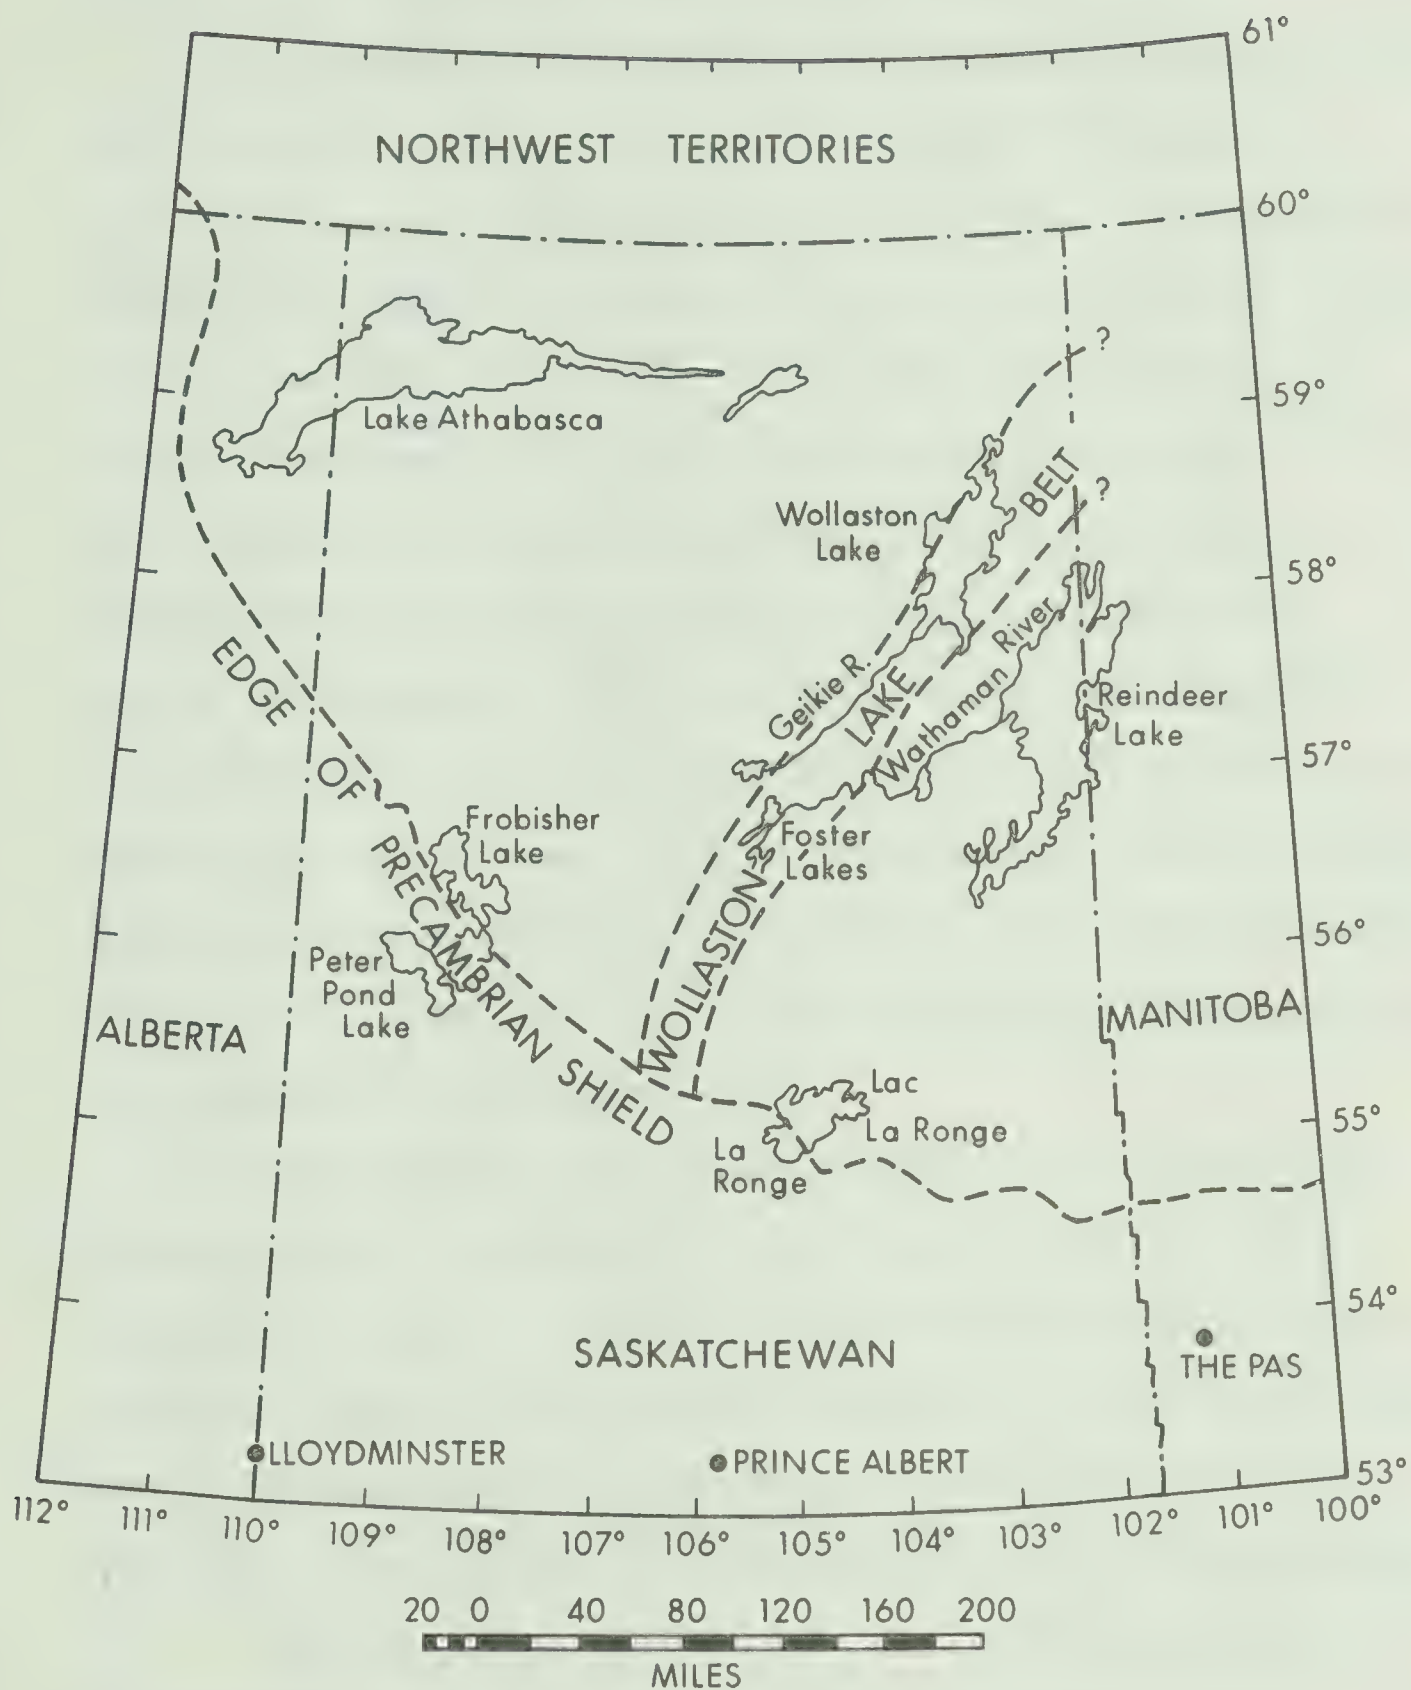 61°
NORTHWEST TERRITORIES
60°
?
59°
Lake Athabasca
BELT
?
Wollaston
Lake
58°
River
Geikie R.
EDGE OF
LAKE
Wathaman
Reindeer
Lake
57°
Frobisher
Lake
PRECAMBRIAN SHIELD
Foster
Lakes
WOLLASTON
56°
Peter
Pond
Lake
MANITOBA
ALBERTA
Lac
La Ronge
55°
La
Ronge
54°
SASKATCHEWAN
THE PAS
LLOYDMINSTER
PRINCE ALBERT
53°
112° 111° 110° 109° 108° 107° 106° 105° 104° 103° 102° 101° 100°
20 0 40 80 120 160 200
MILES